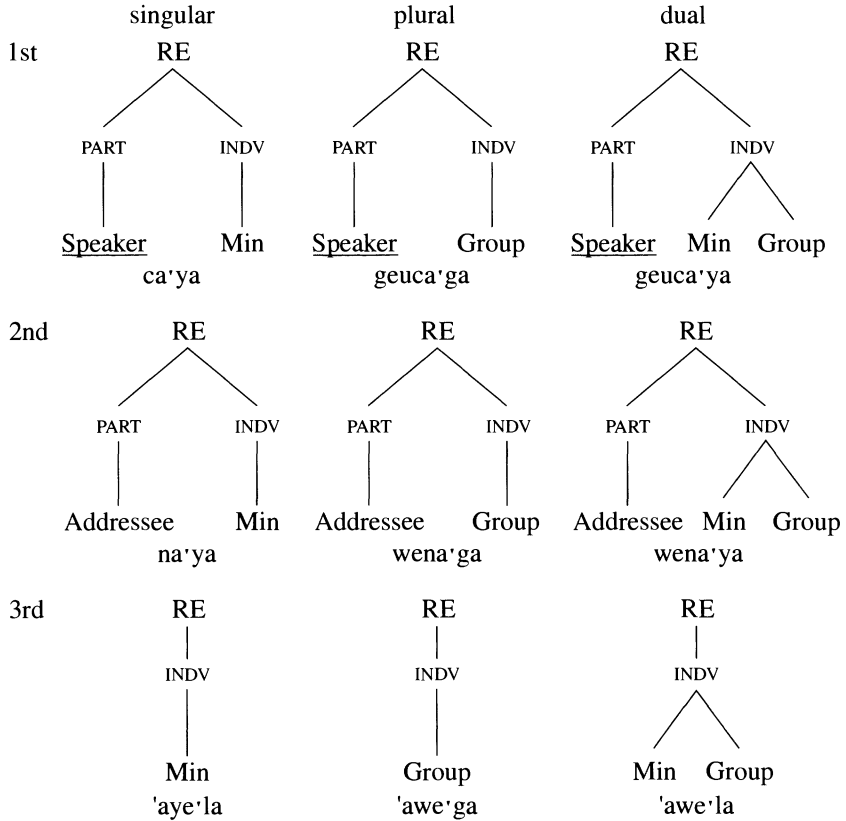 singular plural dual
1st RE RE RE
PART INDV PART INDV PART INDV
Speaker Min Speaker Group Speaker Min Group
ca'ya geuca'ga geuca'ya
2nd RE RE RE
PART INDV PART INDV PART INDV
Addressee Min Addressee Group Addressee Min Group
na'ya wena'ga wena'ya
3rd RE RE RE
INDV INDV INDV
Min Group Min Group
'aye'la 'awe'ga 'awe'la